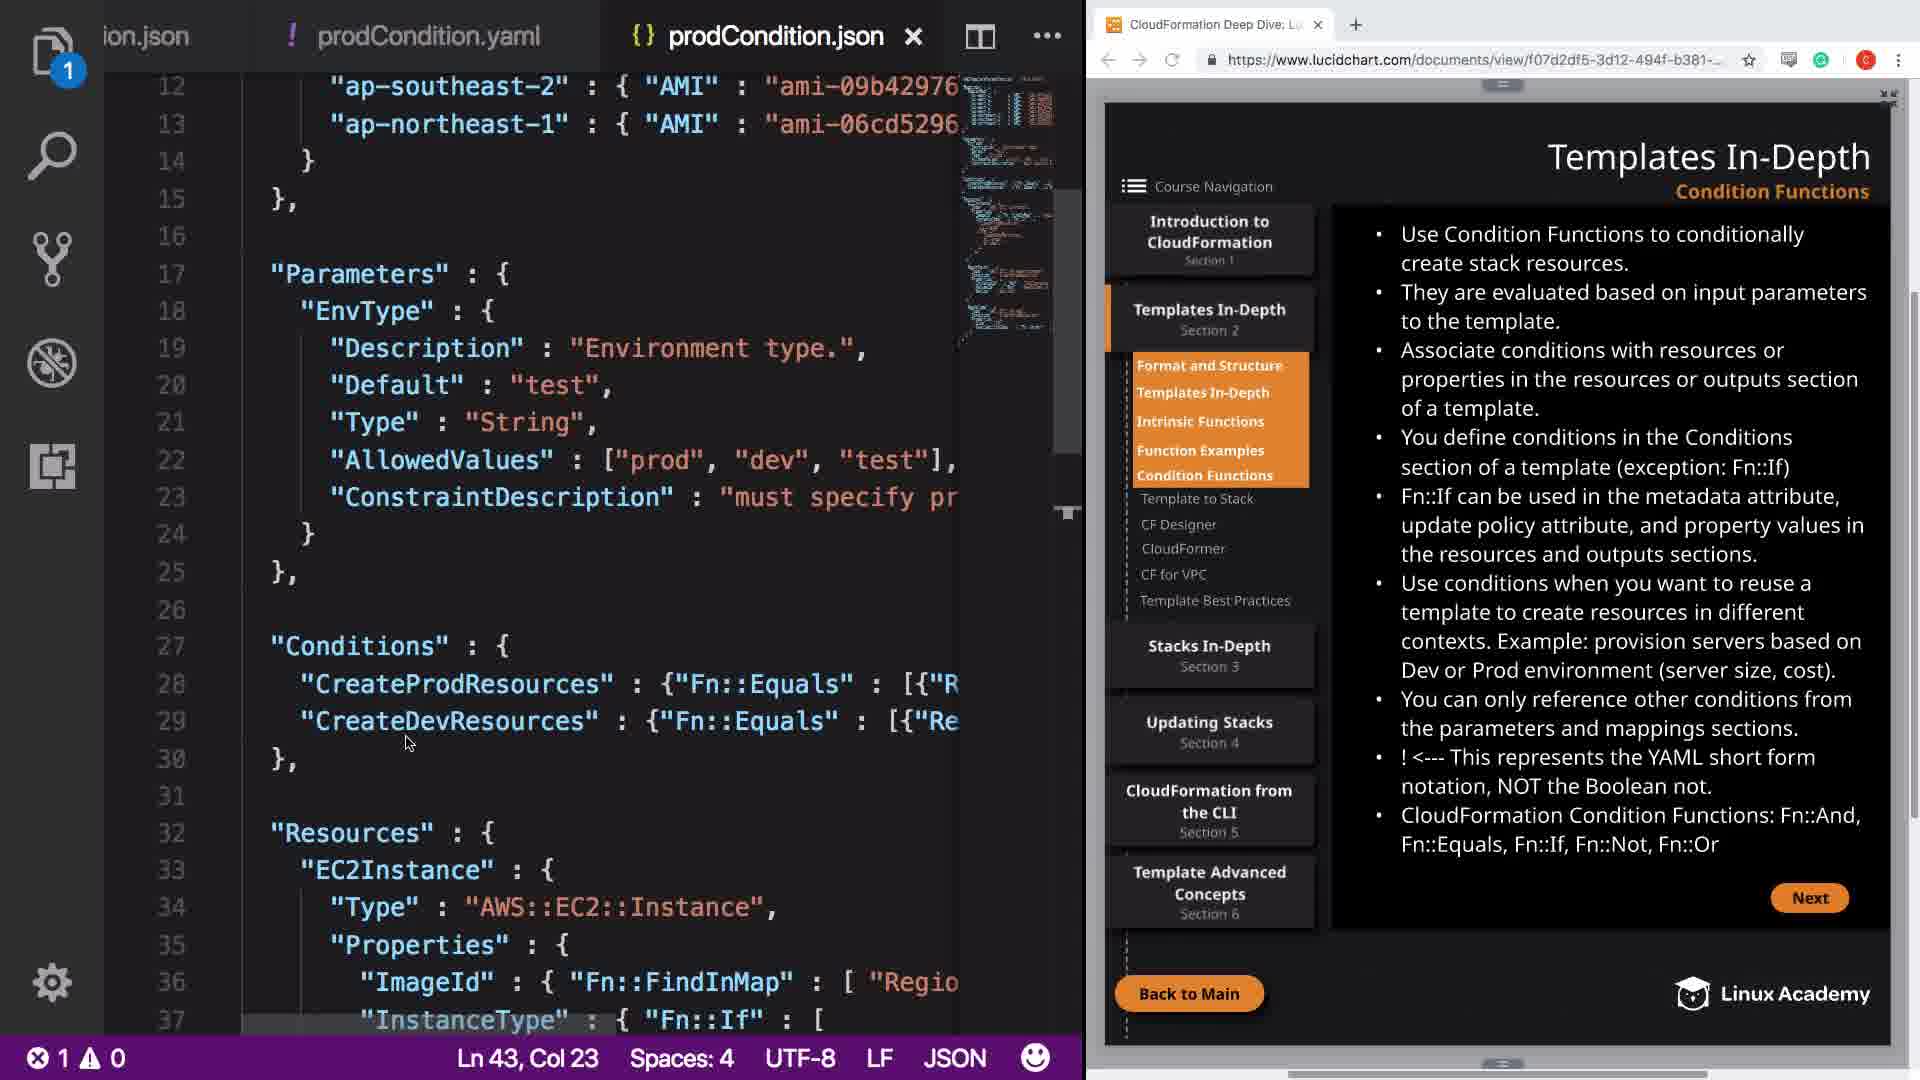 ion.json
! prodCondition.yaml
{} prodCondition.json
1
12 "ap-southeast-2" : { "AMI" : "ami-09b42976
13 "ap-northeast-1" : { "AMI" : "ami-06cd5296
14 }
15 },
16
17 "Parameters" : {
18 "EnvType" : {
19 "Description" : "Environment type.",
20 "Default" : "test",
21 "Type" : "String",
22 "AllowedValues" : ["prod", "dev", "test"],
23 "ConstraintDescription" : "must specify pr
24 }
25 },
26
27 "Conditions" : {
28 "CreateProdResources" : {"Fn::Equals" : [{"R
29 "CreateDevResources" : {"Fn::Equals" : [{"Re
30 },
31
32 "Resources" : {
33 "EC2Instance" : {
34 "Type" : "AWS::EC2::Instance",
35 "Properties" : {
36 "ImageId" : { "Fn::FindInMap" : [ "Regio
37 "InstanceType" : { "Fn::If" : [
1 0 Ln 43, Col 23 Spaces: 4 UTF-8 LF JSON
CloudFormation Deep Dive: Lu
https://www.lucidchart.com/documents/view/f07d2df5-3d12-494f-b381-...
C
Templates In-Depth
Condition Functions
Course Navigation
Introduction to
CloudFormation
Section 1
Templates In-Depth
Section 2
Format and Structure
Templates In-Depth
Intrinsic Functions
Function Examples
Condition Functions
Template to Stack
CF Designer
CloudFormer
CF for VPC
Template Best Practices
Stacks In-Depth
Section 3
Updating Stacks
Section 4
CloudFormation from
the CLI
Section 5
Template Advanced
Concepts
Section 6
Back to Main
• Use Condition Functions to conditionally
create stack resources.
• They are evaluated based on input parameters
to the template.
• Associate conditions with resources or
properties in the resources or outputs section
of a template.
• You define conditions in the Conditions
section of a template (exception: Fn::If)
• Fn::If can be used in the metadata attribute,
update policy attribute, and property values in
the resources and outputs sections.
• Use conditions when you want to reuse a
template to create resources in different
contexts. Example: provision servers based on
Dev or Prod environment (server size, cost).
• You can only reference other conditions from
the parameters and mappings sections.
• ! <--- This represents the YAML short form
notation, NOT the Boolean not.
• CloudFormation Condition Functions: Fn::And,
Fn::Equals, Fn::If, Fn::Not, Fn::Or
Next
Linux Academy